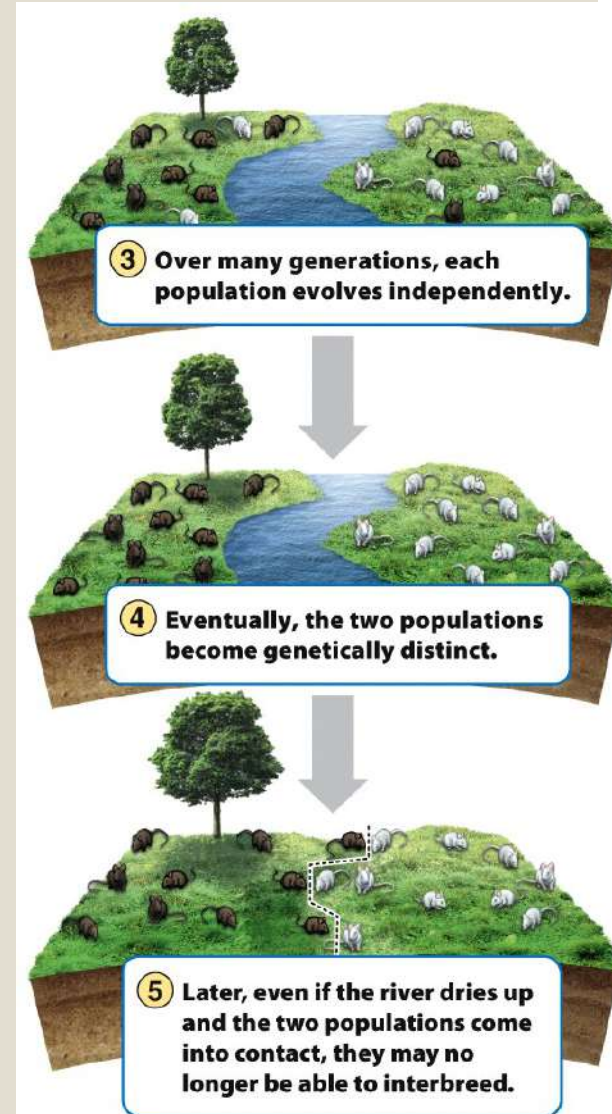 3 Over many generations, each
population evolves independently.
4 Eventually, the two populations
become genetically distinct.
5 Later, even if the river dries up
and the two populations come
into contact, they may no
longer be able to interbreed.